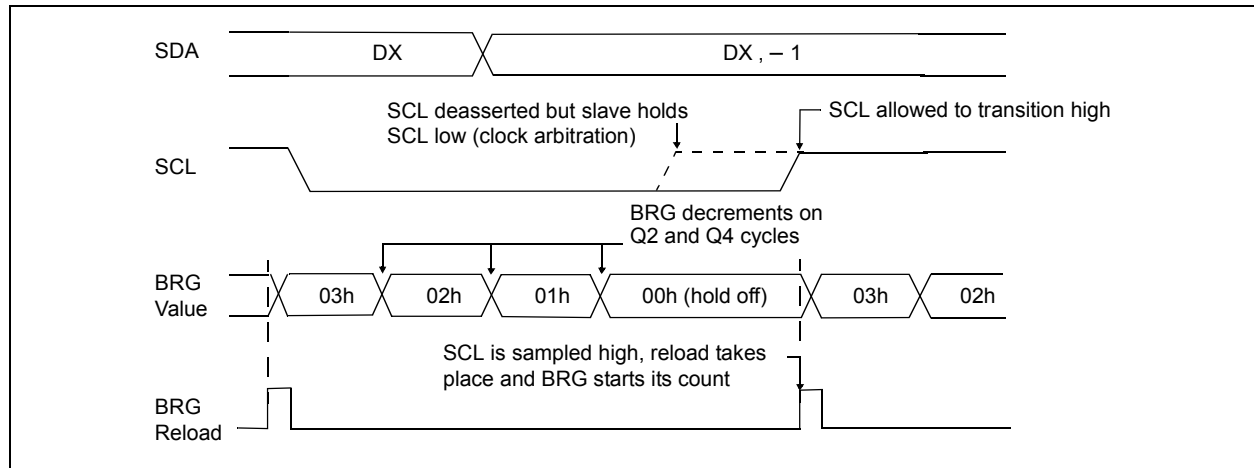 SDA
DX
DX , – 1
SCL deasserted but slave holds
SCL low (clock arbitration)
SCL allowed to transition high
SCL
BRG decrements on
Q2 and Q4 cycles
BRG
Value
03h
02h
01h
00h (hold off)
03h
02h
SCL is sampled high, reload takes
place and BRG starts its count
BRG
Reload